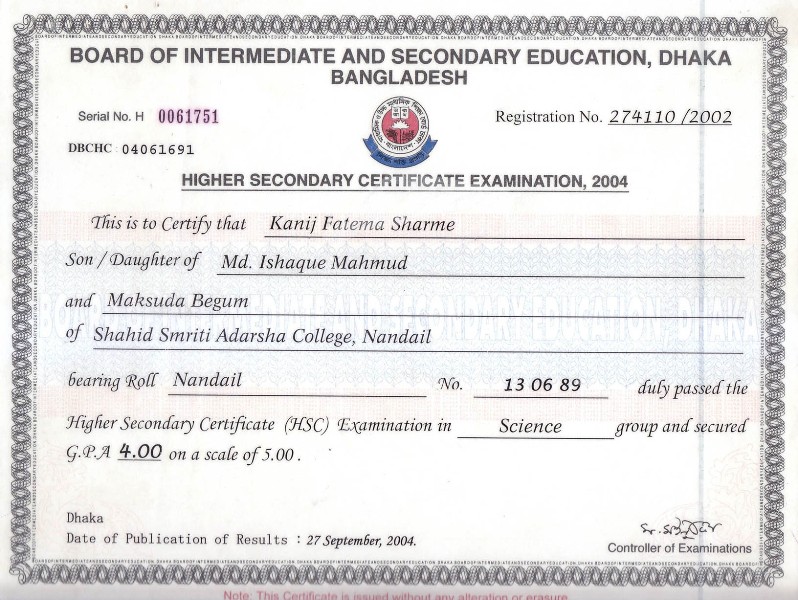 BOARD OF INTERMEDIATE AND SECONDARY EDUCATION, DHAKA
BANGLADESH
Serial No. H 0061751
Registration No. 274110 /2002
DBCHC : 04061691
HIGHER SECONDARY CERTIFICATE EXAMINATION, 2004
This is to Certify that Kanij Fatema Sharme
Son / Daughter of Md. Ishaque Mahmud
and Maksuda Begum
of Shahid Smriti Adarsha College, Nandail
bearing Roll Nandail No. 13 06 89 duly passed the
Higher Secondary Certificate (HSC) Examination in Science group and secured
G.P.A 4.00 on a scale of 5.00 .
Dhaka
Date of Publication of Results : 27 September, 2004.
Controller of Examinations
Note: This Certificate is issued without any alteration or erasure